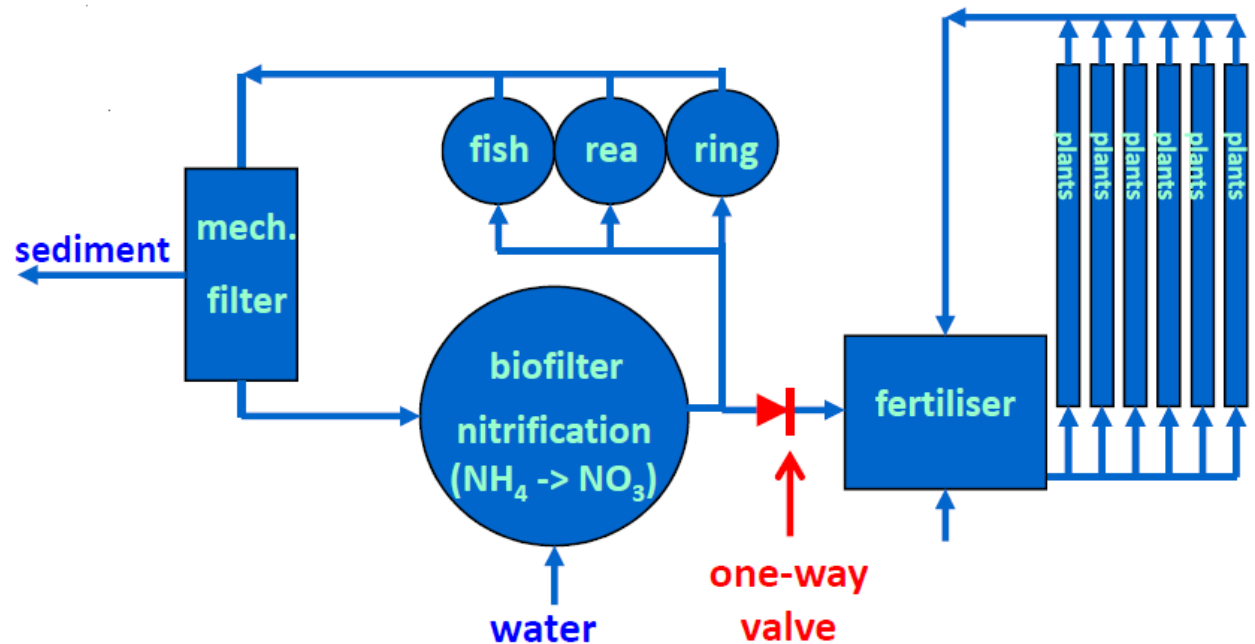 fish rea ring
mech.
filter
sediment
biofilter
nitrification
(NH₄ -> NO₃)
water
one-way
valve
fertiliser
plants
plants
plants
plants
plants
plants